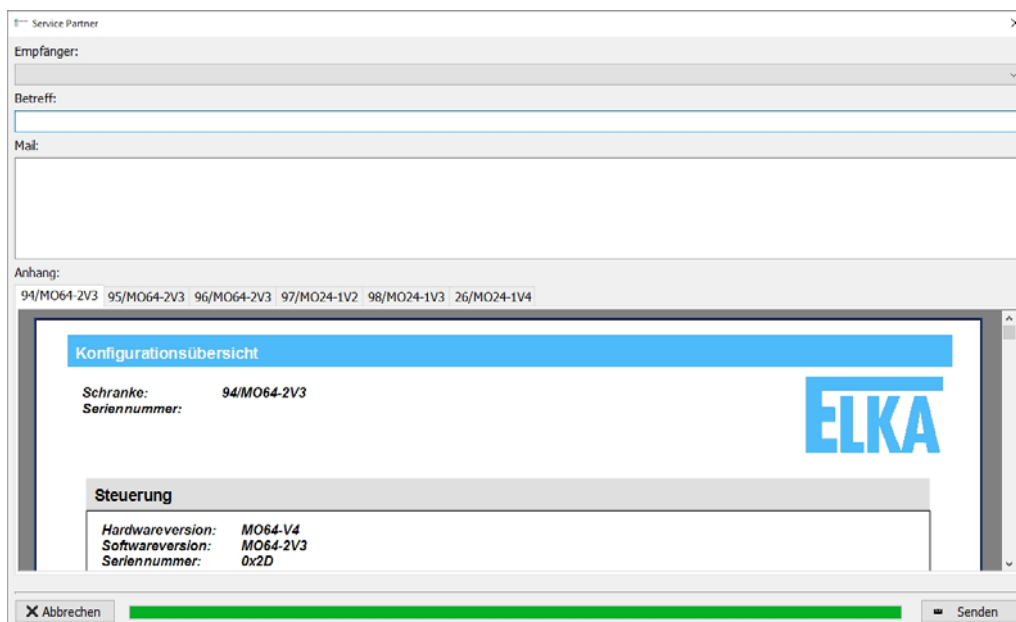 Service Partner
Empfänger:
Betreff:
Mail:
Anhang:
94/MO64-2V3 95/MO64-2V3 96/MO64-2V3 97/MO24-1V2 98/MO24-1V3 26/MO24-1V4
Konfigurationsübersicht
Schranke: 94/MO64-2V3
Seriennummer:
ELKA
Steuerung
Hardwareversion: MO64-V4
Softwareversion: MO64-2V3
Seriennummer: 0x2D
Abbrechen Senden